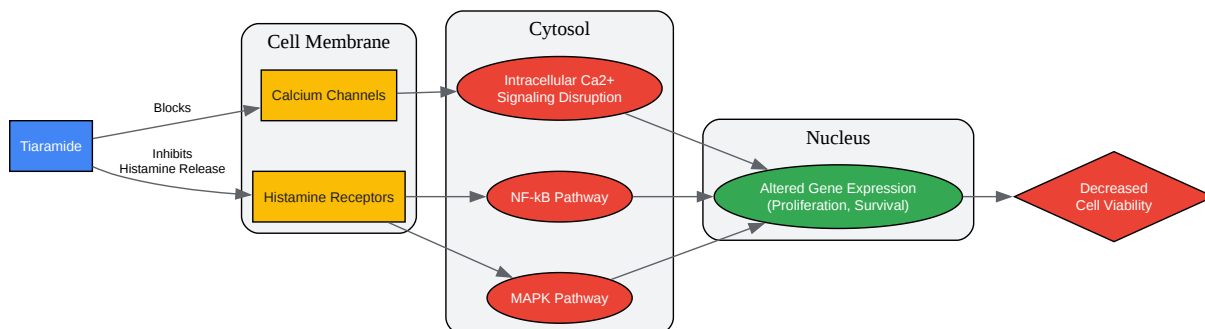 Cell Membrane
Cytosol
Intracellular Ca2+
Signaling Disruption
Calcium Channels
Blocks
Tiaramide
Inhibits
Histamine Release
Nucleus
Histamine Receptors
NF-kB Pathway
Altered Gene Expression
(Proliferation, Survival)
Decreased
Cell Viability
MAPK Pathway